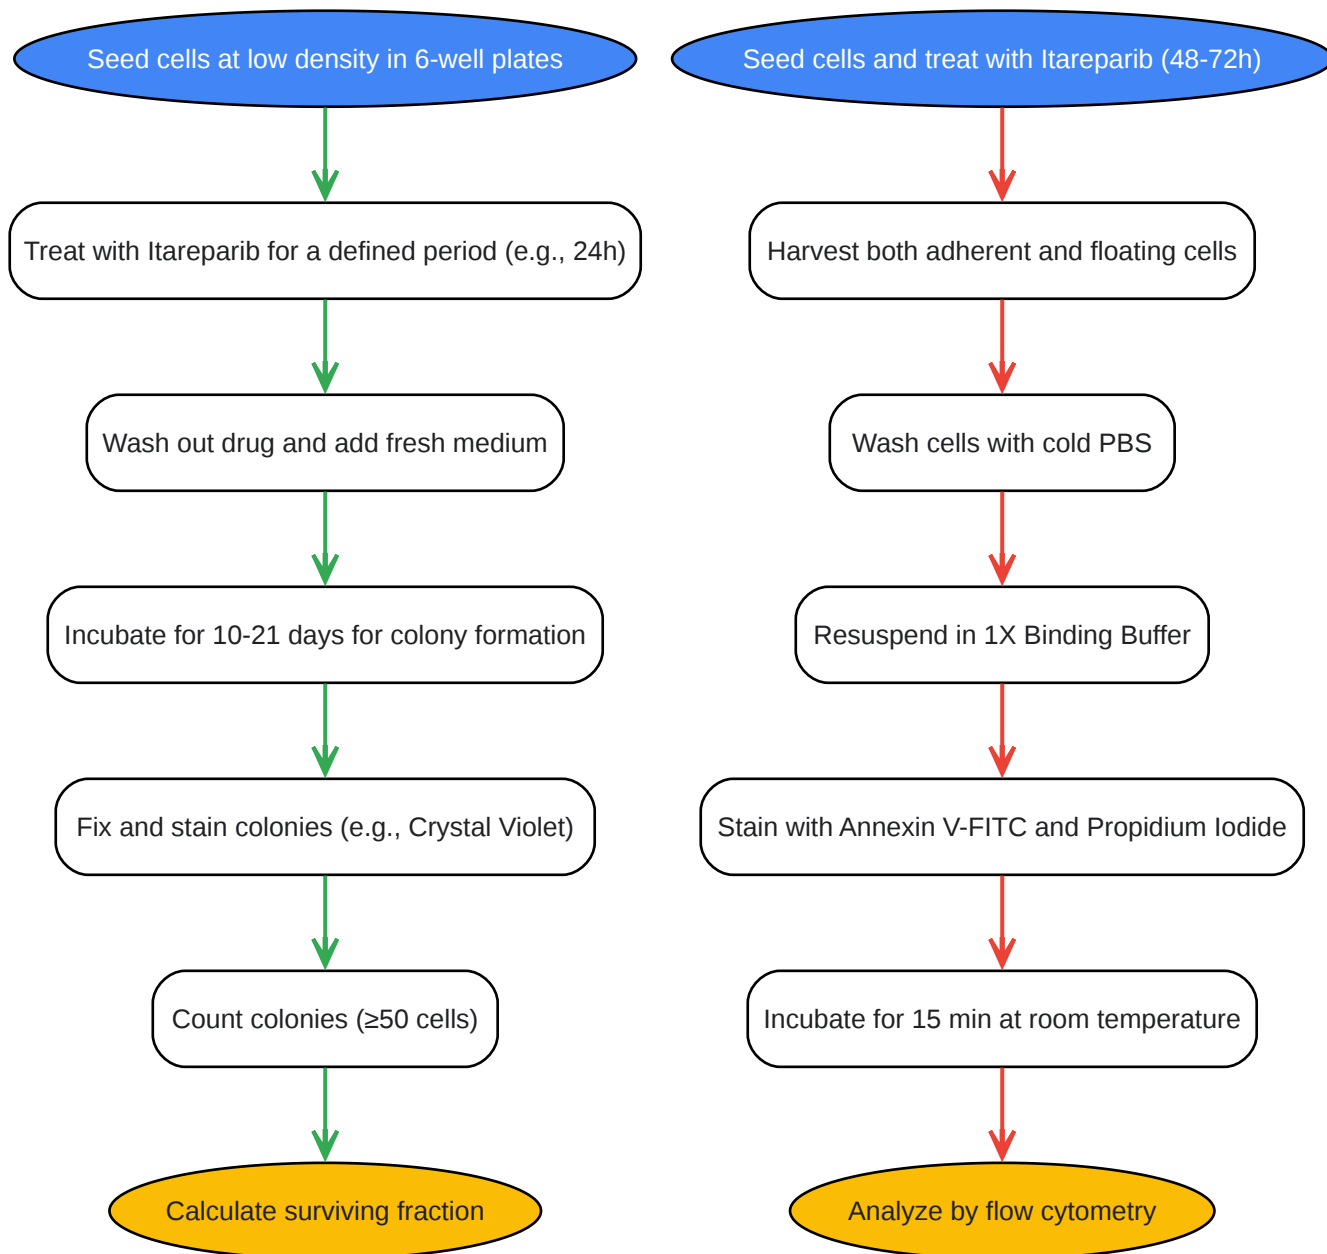 Seed cells at low density in 6-well plates
Treat with Itareparib for a defined period (e.g., 24h)
Wash out drug and add fresh medium
Incubate for 10-21 days for colony formation
Fix and stain colonies (e.g., Crystal Violet)
Count colonies (≥50 cells)
Calculate surviving fraction
Seed cells and treat with Itareparib (48-72h)
Harvest both adherent and floating cells
Wash cells with cold PBS
Resuspend in 1X Binding Buffer
Stain with Annexin V-FITC and Propidium Iodide
Incubate for 15 min at room temperature
Analyze by flow cytometry